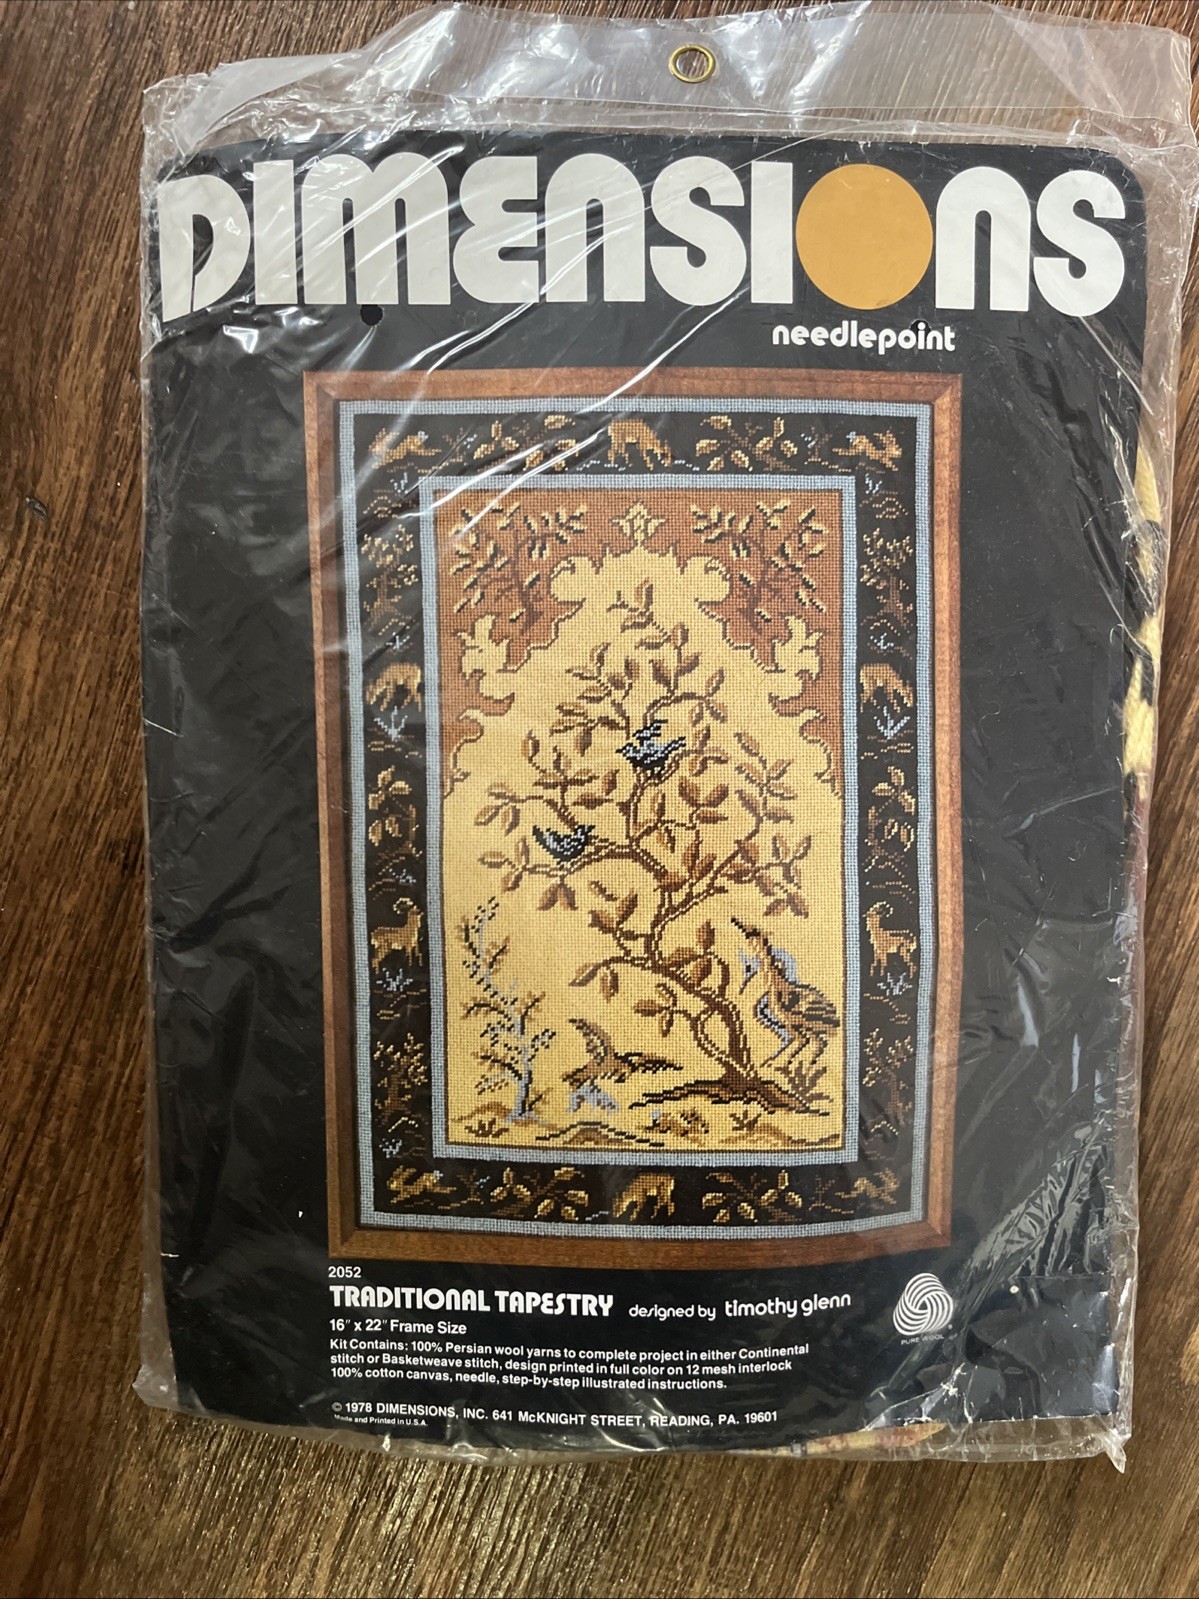 DIMENSIONS
needlepoint
2052
TRADITIONAL TAPESTRY designed by timothy glenn
16" x 22" Frame Size
Kit Contains: 100% Persian wool yarns to complete project in either Continental
stitch or Basketweave stitch, design printed in full color on 12 mesh interlock
100% cotton canvas, needle, step-by-step illustrated instructions.
PURE WOOL
© 1978 DIMENSIONS, INC. 641 McKNIGHT STREET, READING, PA. 19601
Made and Printed in U.S.A.